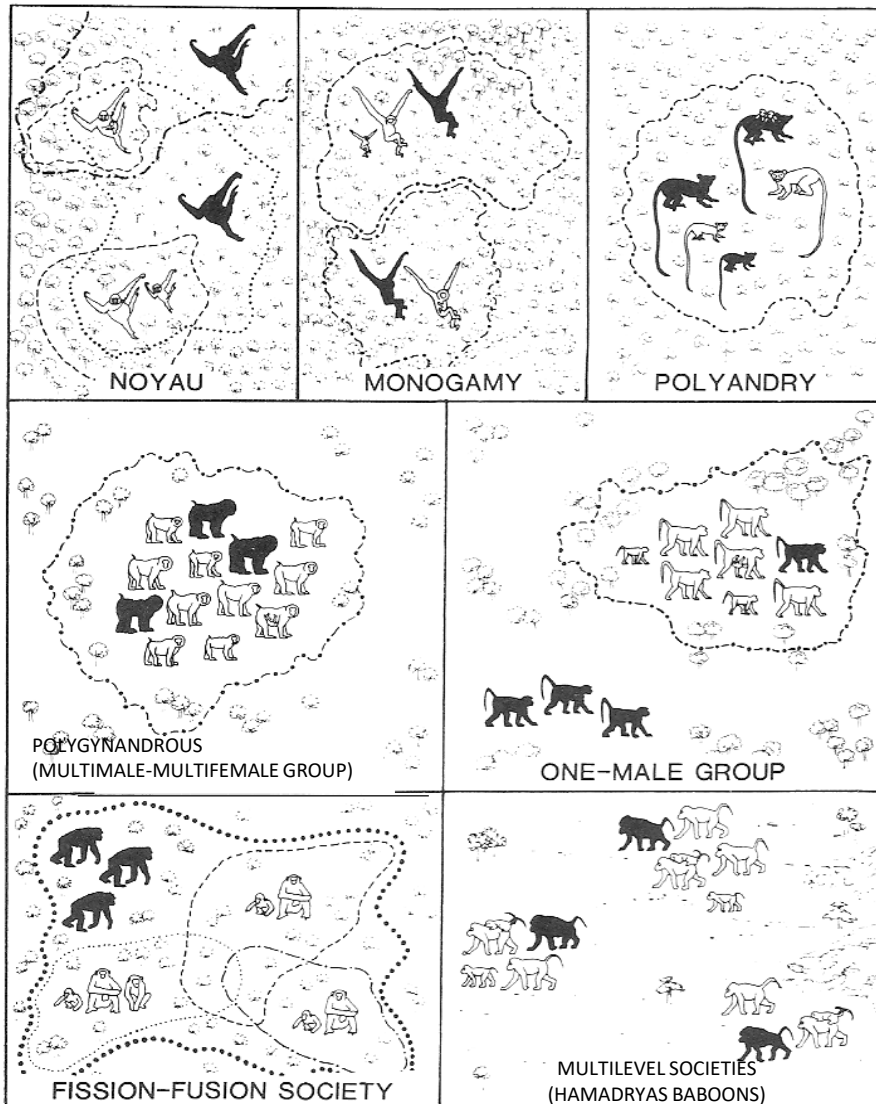 NOYAU
MONOGAMY
POLYANDRY
POLYGYNANDROUS
(MULTIMALE-MULTIFEMALE GROUP)
ONE-MALE GROUP
FISSION-FUSION SOCIETY
MULTILEVEL SOCIETIES
(HAMADRYAS BABOONS)